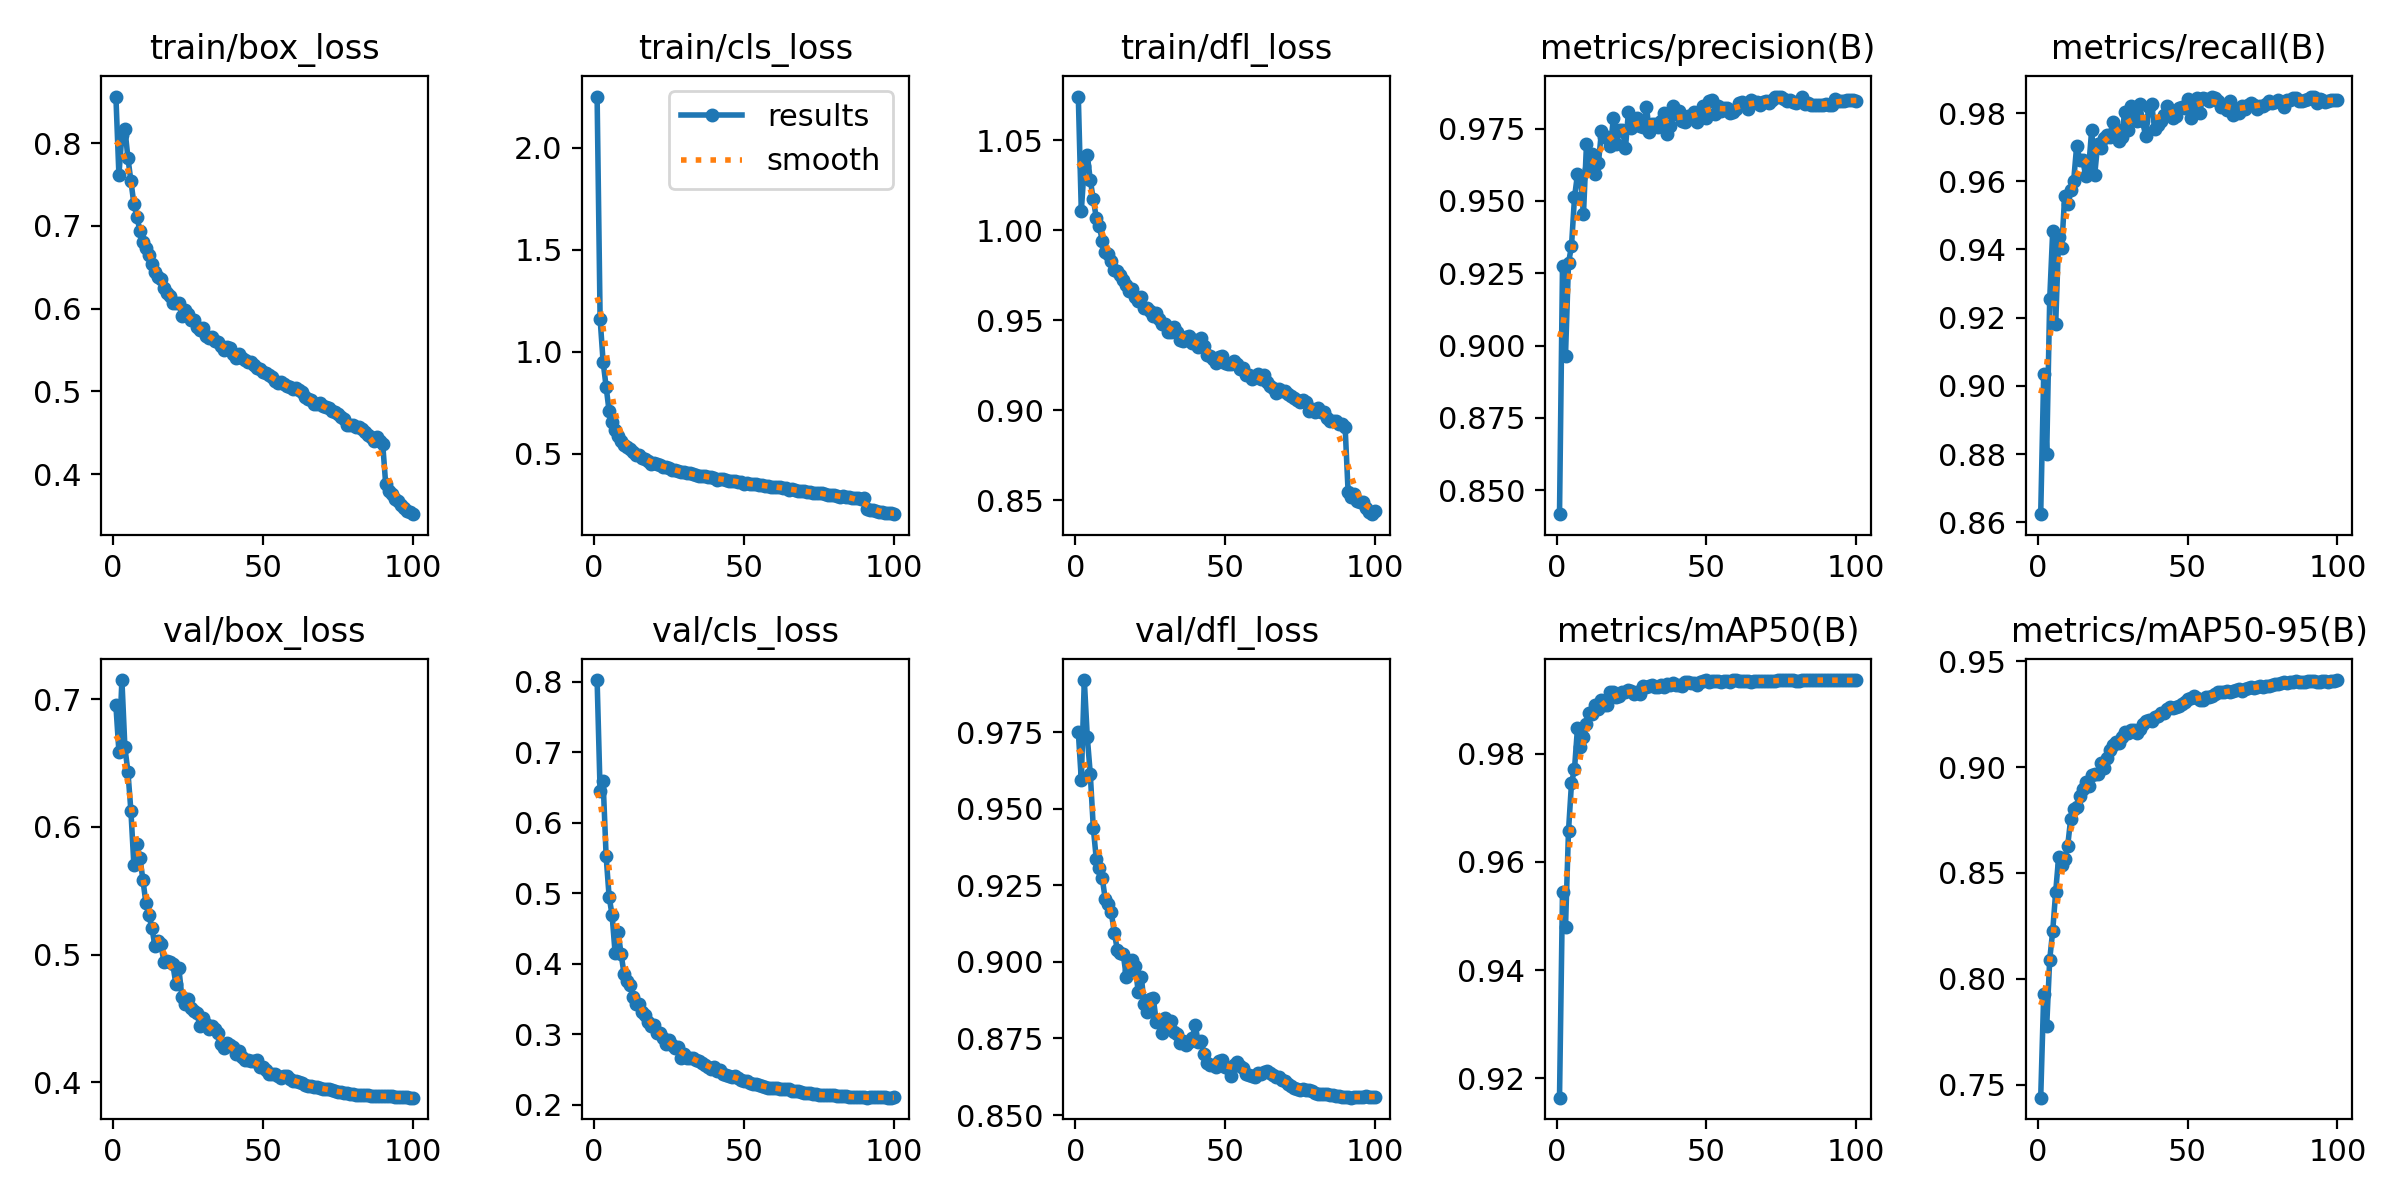 train/box_loss
0.8
0.7
0.6
0.5
0.4
0 50 100
train/cls_loss
results
smooth
2.0
1.5
1.0
0.5
0 50 100
train/dfl_loss
1.05
1.00
0.95
0.90
0.85
0 50 100
metrics/precision(B)
0.975
0.950
0.925
0.900
0.875
0.850
0 50 100
metrics/recall(B)
0.98
0.96
0.94
0.92
0.90
0.88
0.86
0 50 100
val/box_loss
0.7
0.6
0.5
0.4
0 50 100
val/cls_loss
0.8
0.7
0.6
0.5
0.4
0.3
0.2
0 50 100
val/dfl_loss
0.975
0.950
0.925
0.900
0.875
0.850
0 50 100
metrics/mAP50(B)
0.98
0.96
0.94
0.92
0 50 100
metrics/mAP50-95(B)
0.95
0.90
0.85
0.80
0.75
0 50 100